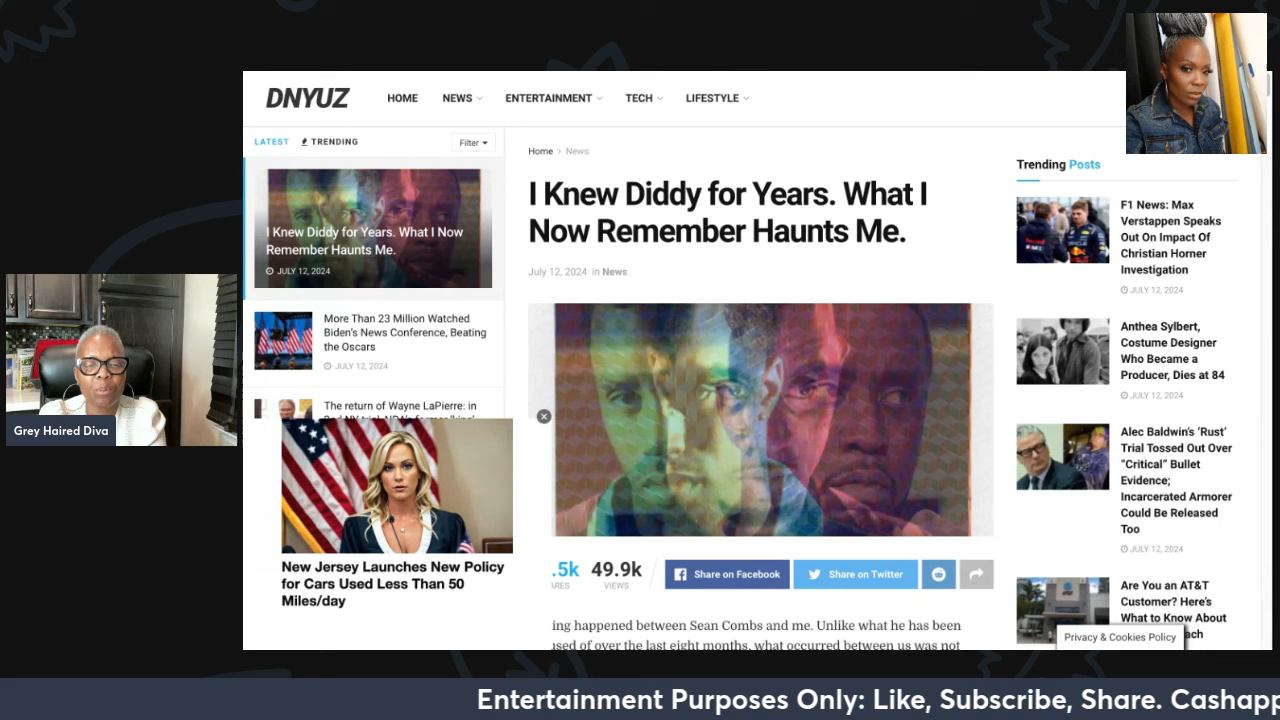 DNYUZ
HOME
NEWS
ENTERTAINMENT
TECH
LIFESTYLE
LATEST
TRENDING
Filter
I Knew Diddy for Years. What I Now
Remember Haunts Me.
JULY 12, 2024
More Than 23 Million Watched
Biden's News Conference, Beating
the Oscars
JULY 12, 2024
The return of Wayne LaPierre: in
New Jersey Launches New Policy
for Cars Used Less Than 50
Miles/day
Home > News
I Knew Diddy for Years. What I
Now Remember Haunts Me.
July 12, 2024 in News
.5k
49.9k
VIEWS
Share on Facebook
Share on Twitter
ing happened between Sean Combs and me. Unlike what he has been
of over the last eight months, what occurred between us was not
Trending Posts
F1 News: Max
Verstappen Speaks
Out On Impact Of
Christian Horner
Investigation
JULY 12, 2024
Anthea Sylbert,
Costume Designer
Who Became a
Producer, Dies at 84
JULY 12, 2024
Alec Baldwin's 'Rust'
Trial Tossed Out Over
"Critical" Bullet
Evidence;
Incarcerated Armorer
Could Be Released
Too
JULY 12, 2024
Are You an AT&T
Customer? Here's
What to Know About
Privacy & Cookies Policy
Grey Haired Diva
Entertainment Purposes Only: Like, Subscribe, Share. Cashapp